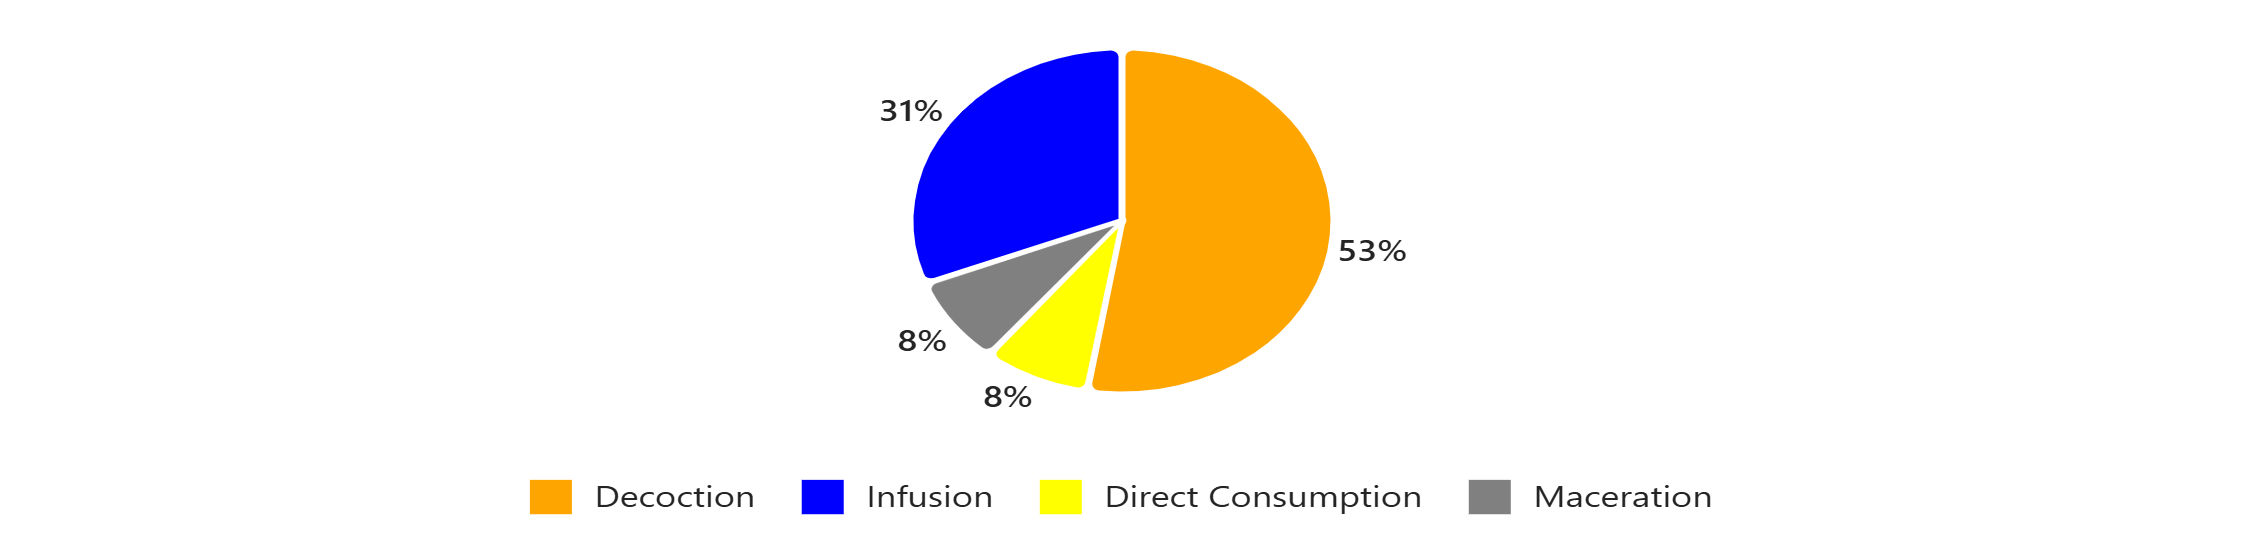 31%
53%
8%
8%
Decoction Infusion Direct Consumption Maceration